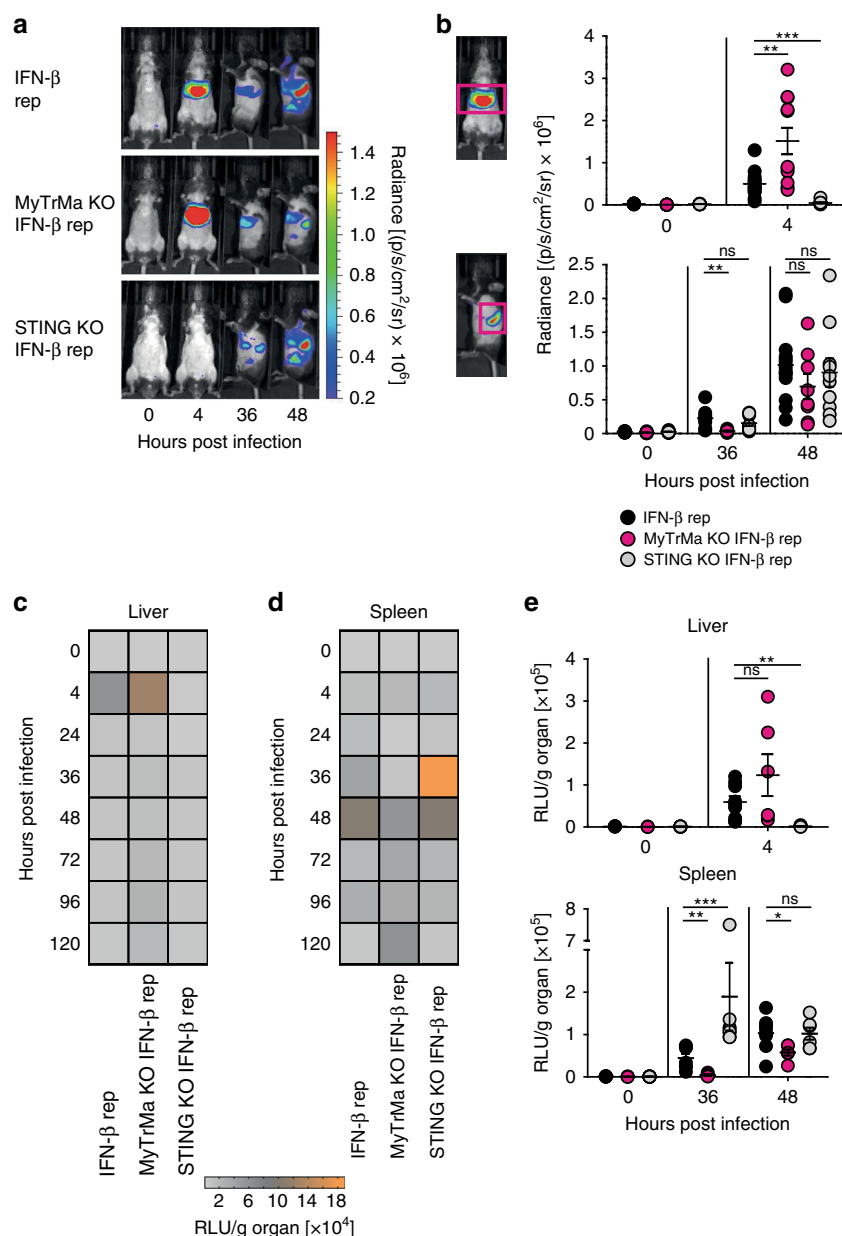 a
IFN-β
rep
MyTrMa KO
IFN-β rep
STING KO
IFN-β rep
0 4 36 48
Hours post infection
1.4
1.2
1.0
0.8
0.6
0.4
0.2
Radiance [(p/s/cm²/sr) × 10⁶]
b
Radiance [(p/s/cm²/sr) × 10⁶]
4
3
2
1
0
***
**
0 4
2.5
2.0
1.5
1.0
0.5
0
ns
**
ns
ns
0 36 48
Hours post infection
IFN-β rep
MyTrMa KO IFN-β rep
STING KO IFN-β rep
c
Liver
Hours post infection
0
4
24
36
48
72
96
120
IFN-β rep
MyTrMa KO IFN-β rep
STING KO IFN-β rep
d
Spleen
Hours post infection
0
4
24
36
48
72
96
120
IFN-β rep
MyTrMa KO IFN-β rep
STING KO IFN-β rep
2 6 10 14 18
RLU/g organ [×10⁴]
e
Liver
RLU/g organ [×10⁵]
4
3
2
1
0
**
ns
0 4
Spleen
RLU/g organ [×10⁵]
8
7
2
1
0
***
**
ns
*
0 36 48
Hours post infection